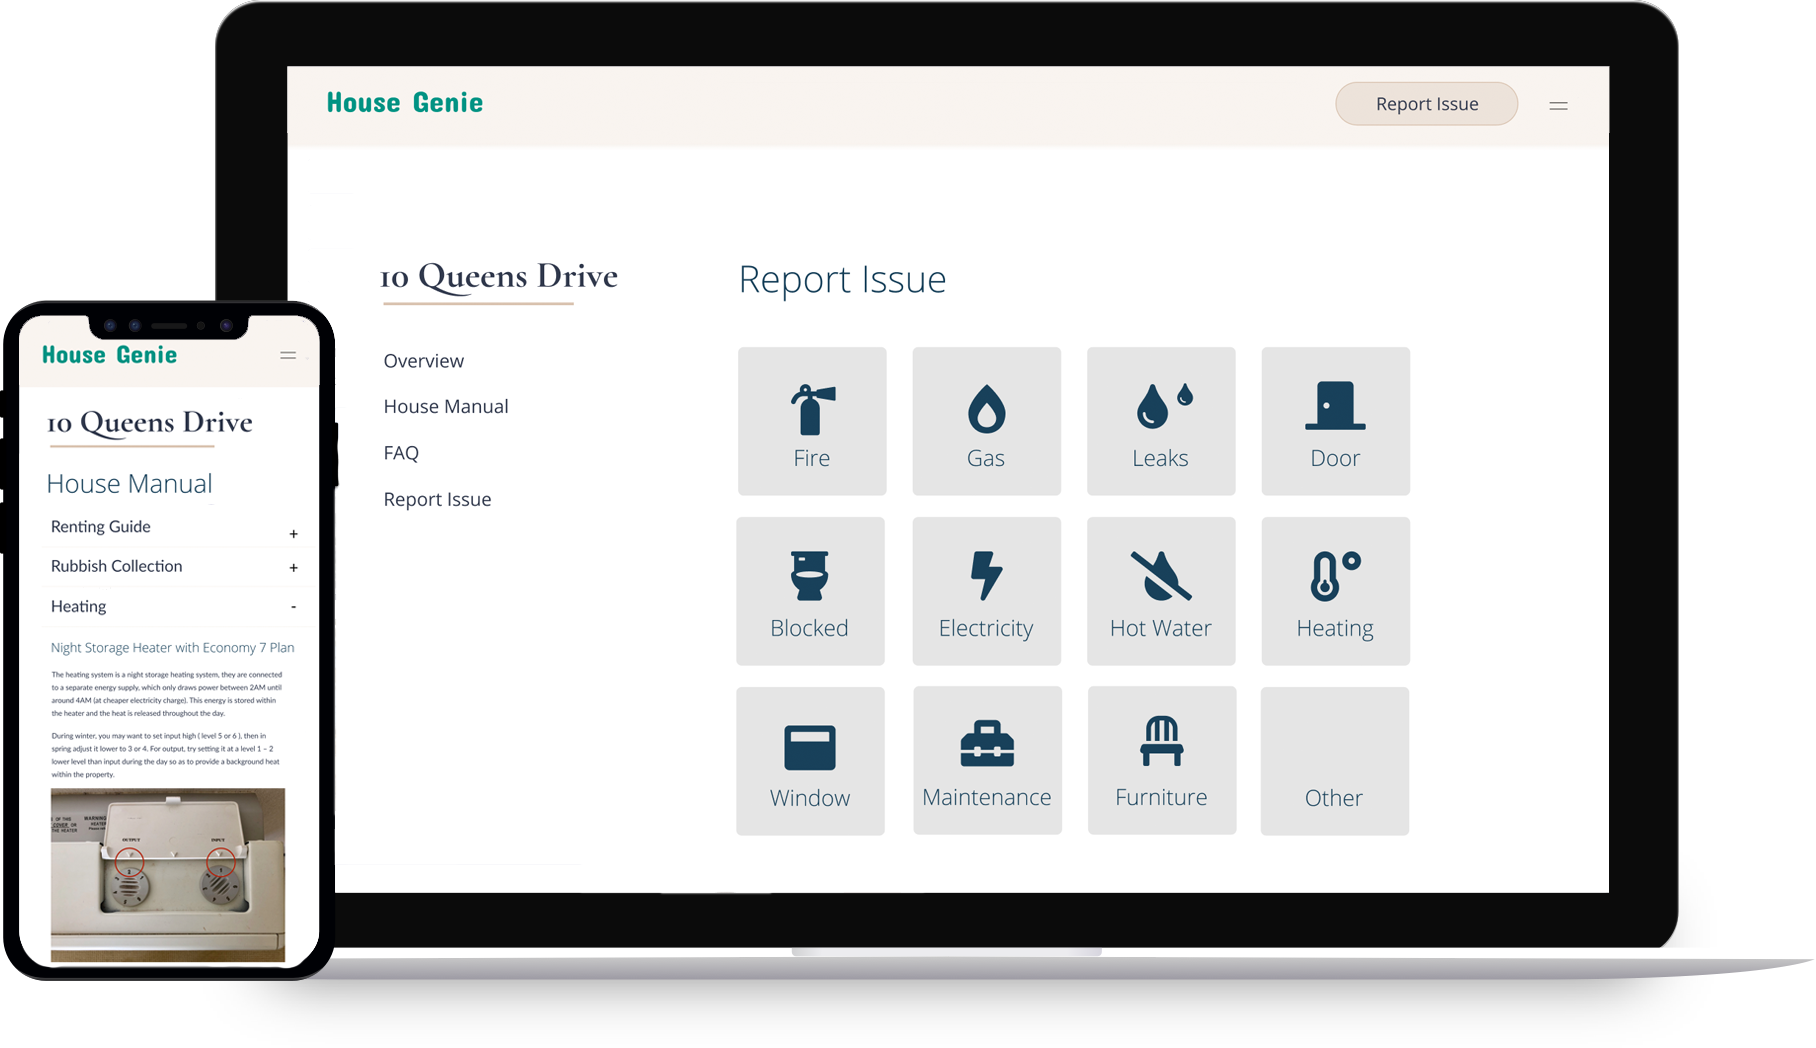 House Genie
Report Issue
10 Queens Drive
Overview
House Manual
FAQ
Report Issue
Report Issue
Fire
Gas
Leaks
Door
Blocked
Electricity
Hot Water
Heating
Window
Maintenance
Furniture
Other
House Genie
10 Queens Drive
House Manual
Renting Guide
+
Rubbish Collection
+
Heating
-
Night Storage Heater with Economy 7 Plan
The heating system is a night storage heating system, they are connected
to a separate energy supply, which only draws power between 2AM until
around 4AM (at cheaper electricity charge). This energy is stored within
the heater and the heat is released throughout the day.
During winter, you may want to set input high ( level 5 or 6 ), then in
spring adjust it lower to 3 or 4. For output, try setting it at a level 1 – 2
lower level than input during the day so as to provide a background heat
within the property.
OF THIS
COVER ON
THE HEATER
WARNING
HEATER
OUTPUT
INPUT